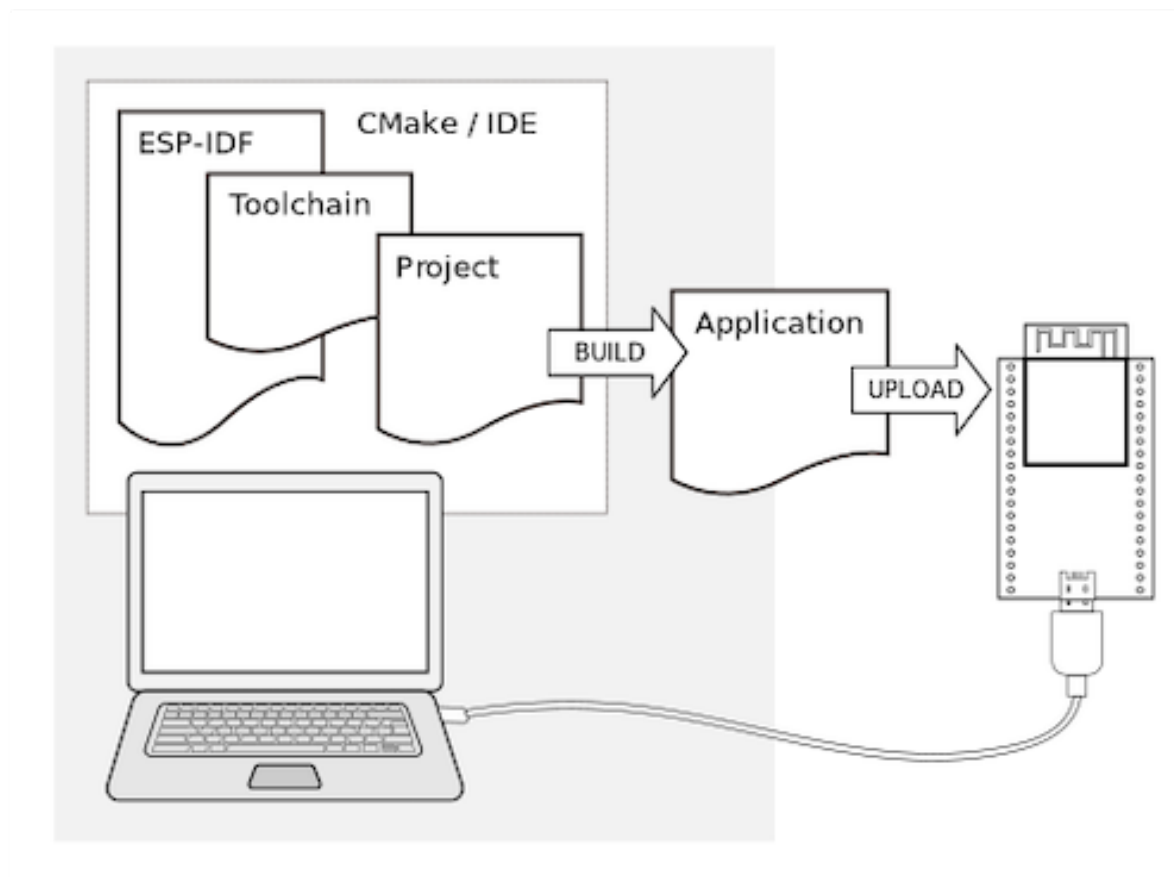 CMake / IDE
ESP-IDF
Toolchain
Project
BUILD
Application
UPLOAD